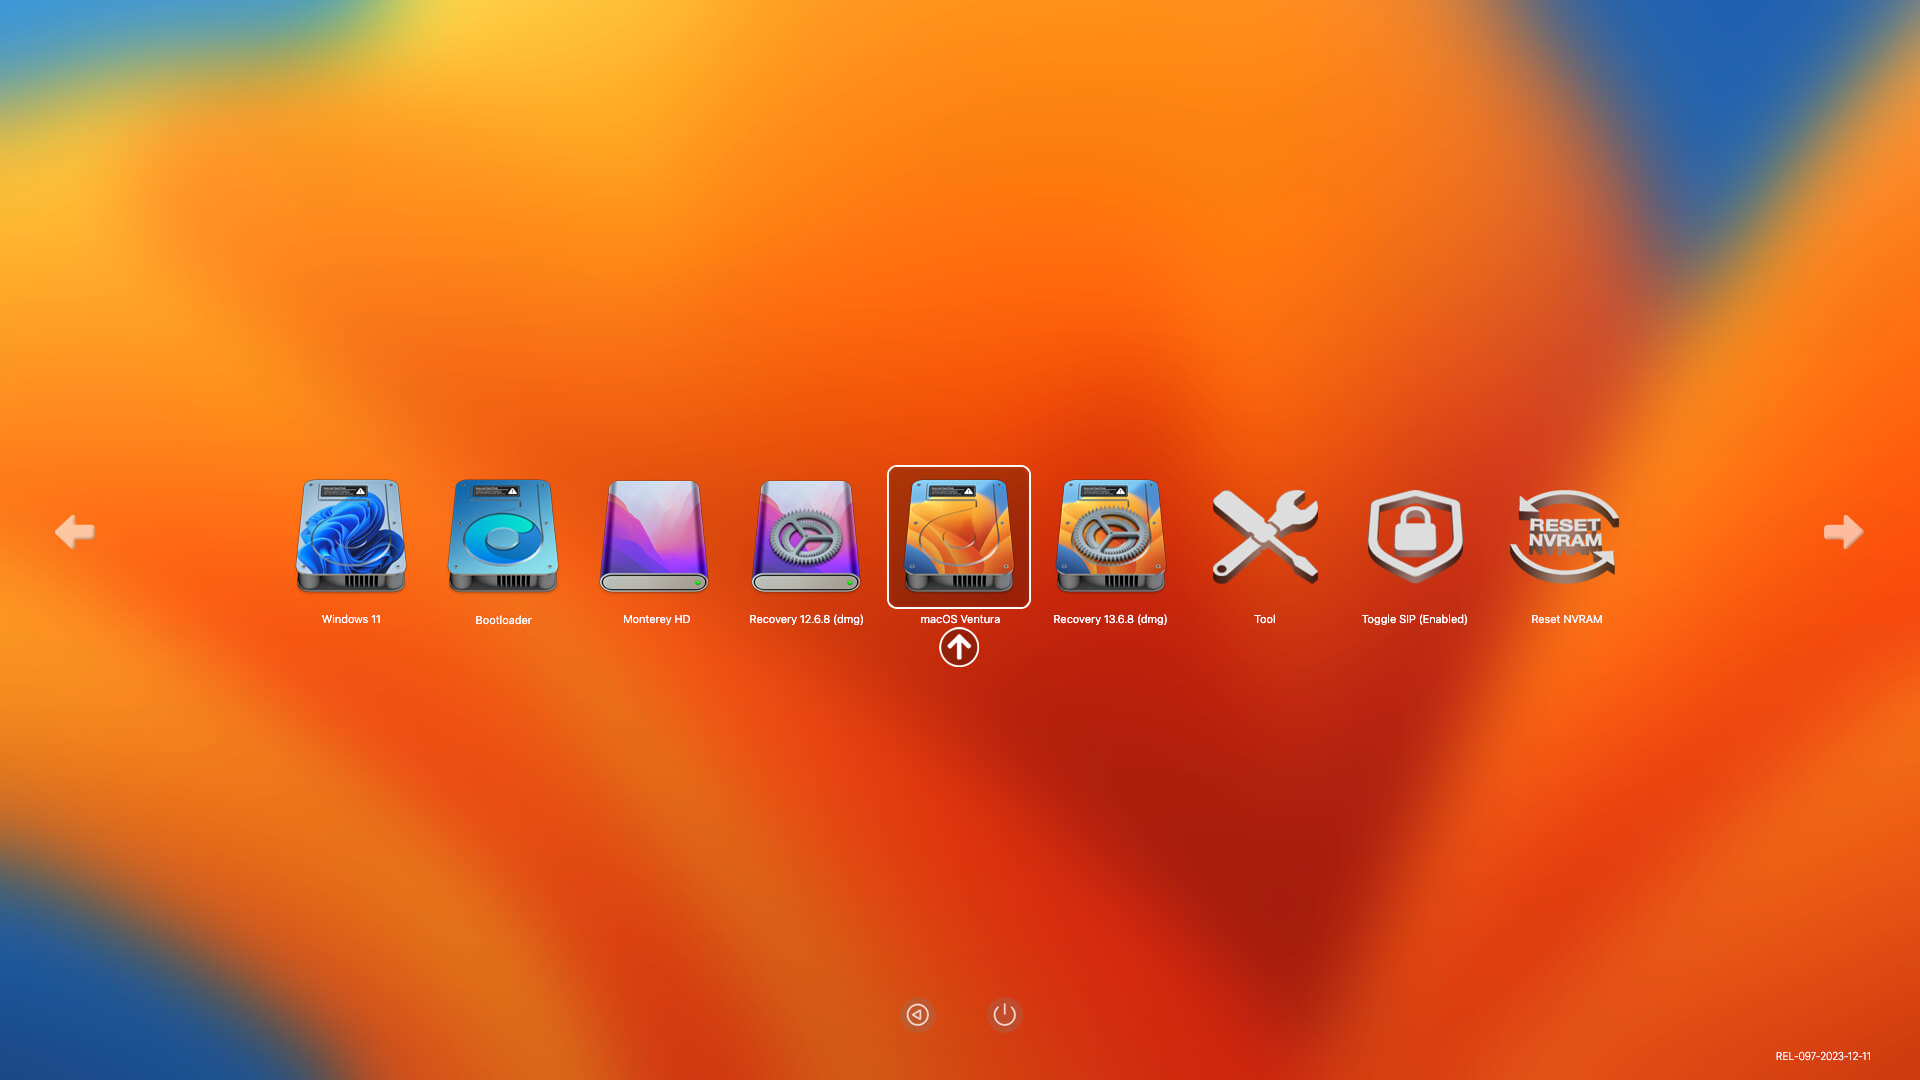 Windows 11
Bootloader
Monterey HD
Recovery 12.6.8 (dmg)
macOS Ventura
Recovery 13.6.8 (dmg)
Tool
Toggle SIP (Enabled)
RESET
NVRAM
Reset NVRAM
REL-097-2023-12-11